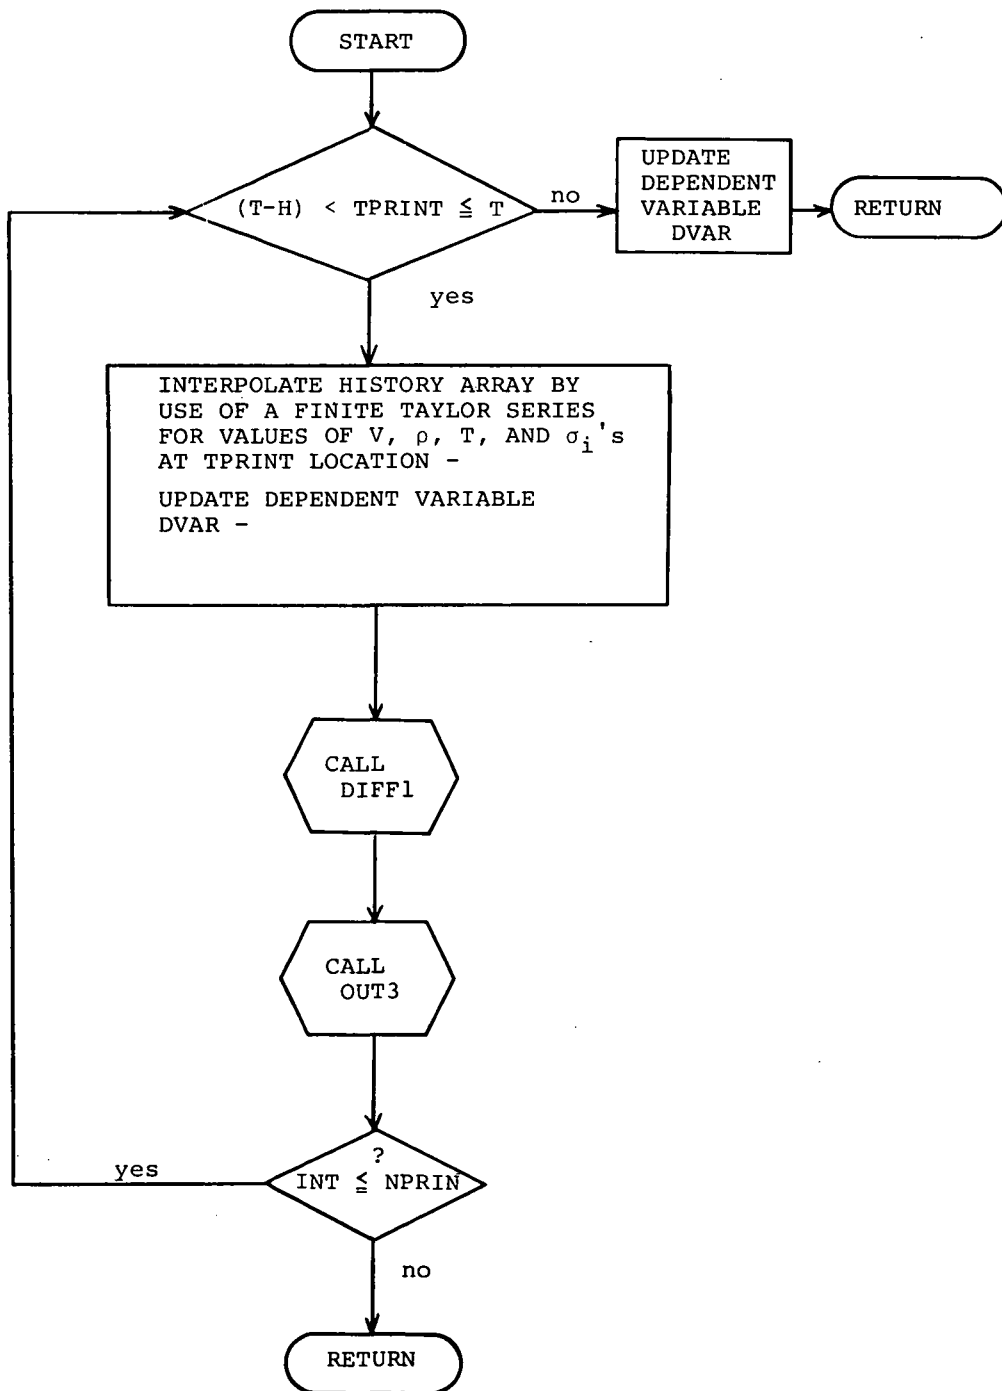 START
(T-H) < TPRINT ≦ T
no
UPDATE
DEPENDENT
VARIABLE
DVAR
RETURN
yes
INTERPOLATE HISTORY ARRAY BY
USE OF A FINITE TAYLOR SERIES
FOR VALUES OF V, ρ, T, AND σi's
AT TPRINT LOCATION –
UPDATE DEPENDENT VARIABLE
DVAR –
CALL
DIFF1
CALL
OUT3
?
INT ≦ NPRIN
yes
no
RETURN